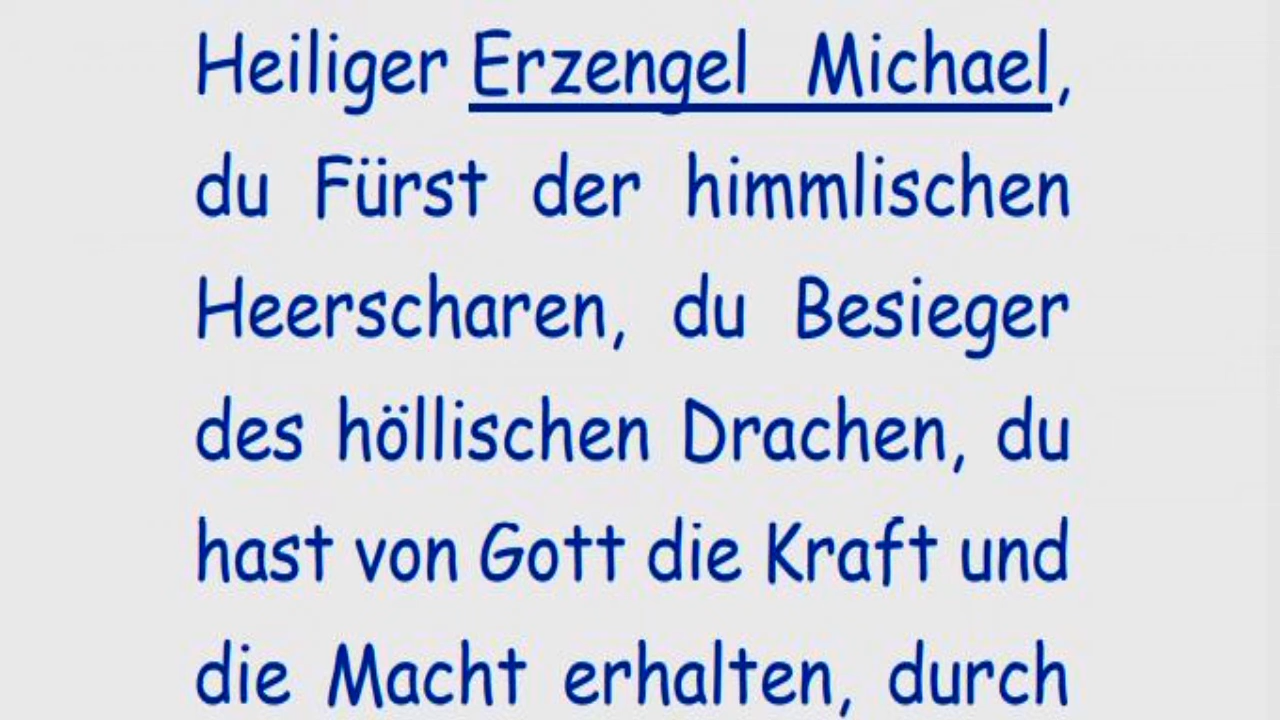 Heiliger Erzengel Michael,
du Fürst der himmlischen
Heerscharen, du Besieger
des höllischen Drachen, du
hast von Gott die Kraft und
die Macht erhalten, durch